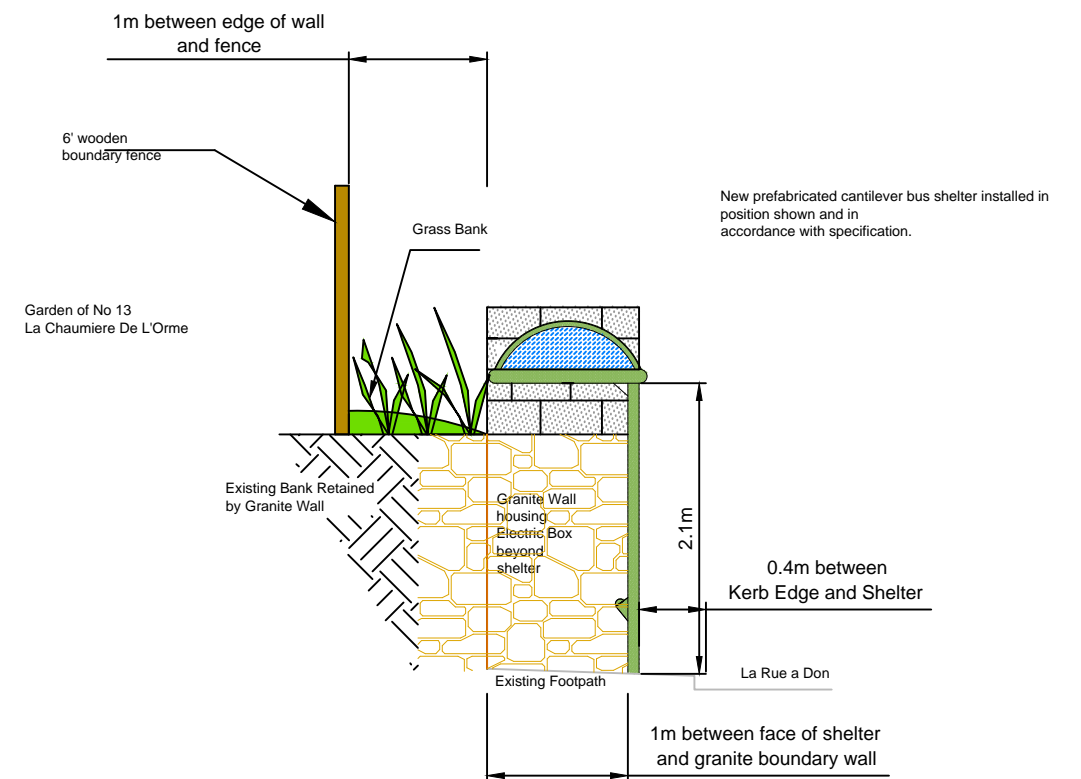 1m between edge of wall
and fence
6' wooden
boundary fence
New prefabricated cantilever bus shelter installed in
position shown and in
accordance with specification.
Grass Bank
Garden of No 13
La Chaumiere De L'Orme
Existing Bank Retained
by Granite Wall
Granite Wall
housing
Electric Box
beyond
shelter
2.1m
0.4m between
Kerb Edge and Shelter
La Rue a Don
Existing Footpath
1m between face of shelter
and granite boundary wall